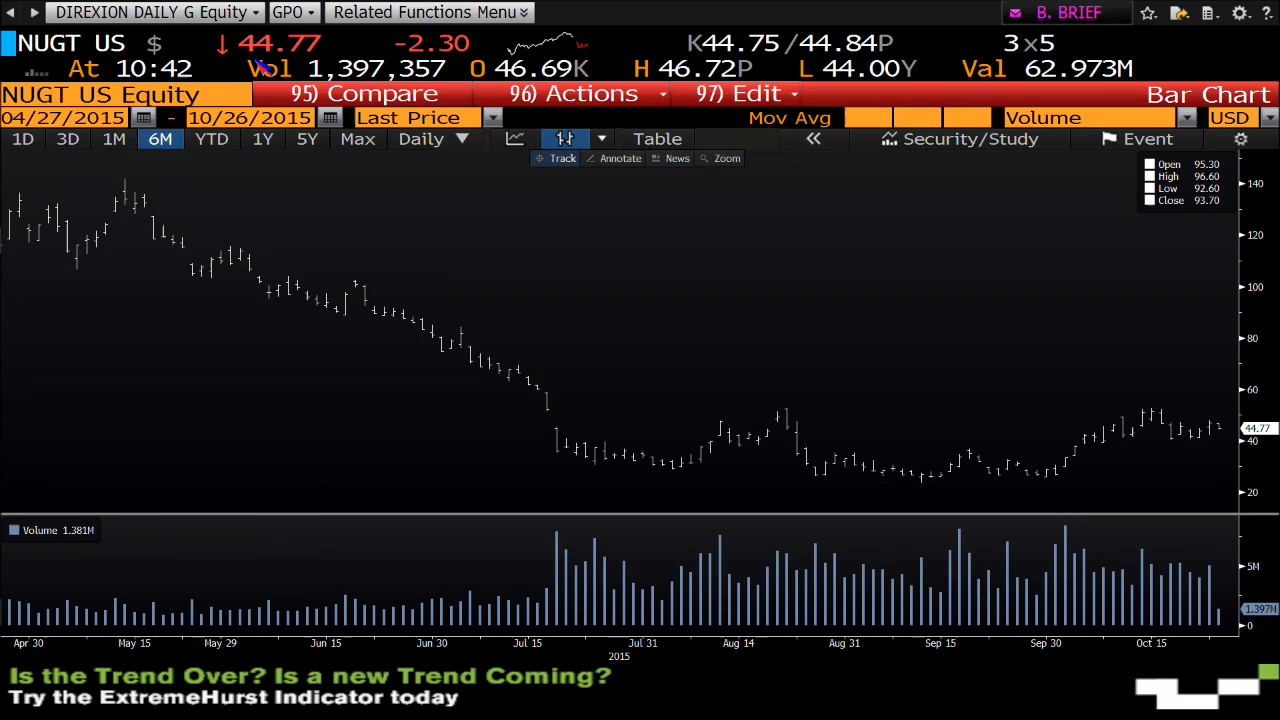 DIREXION DAILY G Equity GPO Related Functions Menu B. BRIEF ?
NUGT US $ ↓ 44.77 -2.30 K44.75 /44.84P 3×5
At 10:42 Vol 1,397,357 O 46.69K H 46.72P L 44.00Y Val 62.973M
NUGT US Equity 95) Compare 96) Actions 97) Edit Bar Chart
04/27/2015 - 10/26/2015 Last Price Mov Avg Volume USD
1D 3D 1M 6M YTD 1Y 5Y Max Daily Table Security/Study Event
Track Annotate News Zoom
Open 95.30
High 96.60
Low 92.60
Close 93.70
140
120
100
80
60
44.77
40
20
Volume 1.381M
5M
1.397M
0
Apr 30 May 15 May 29 Jun 15 Jun 30 Jul 15 Jul 31 Aug 14 Aug 31 Sep 15 Sep 30 Oct 15
2015
Is the Trend Over? Is a new Trend Coming?
Try the ExtremeHurst Indicator today